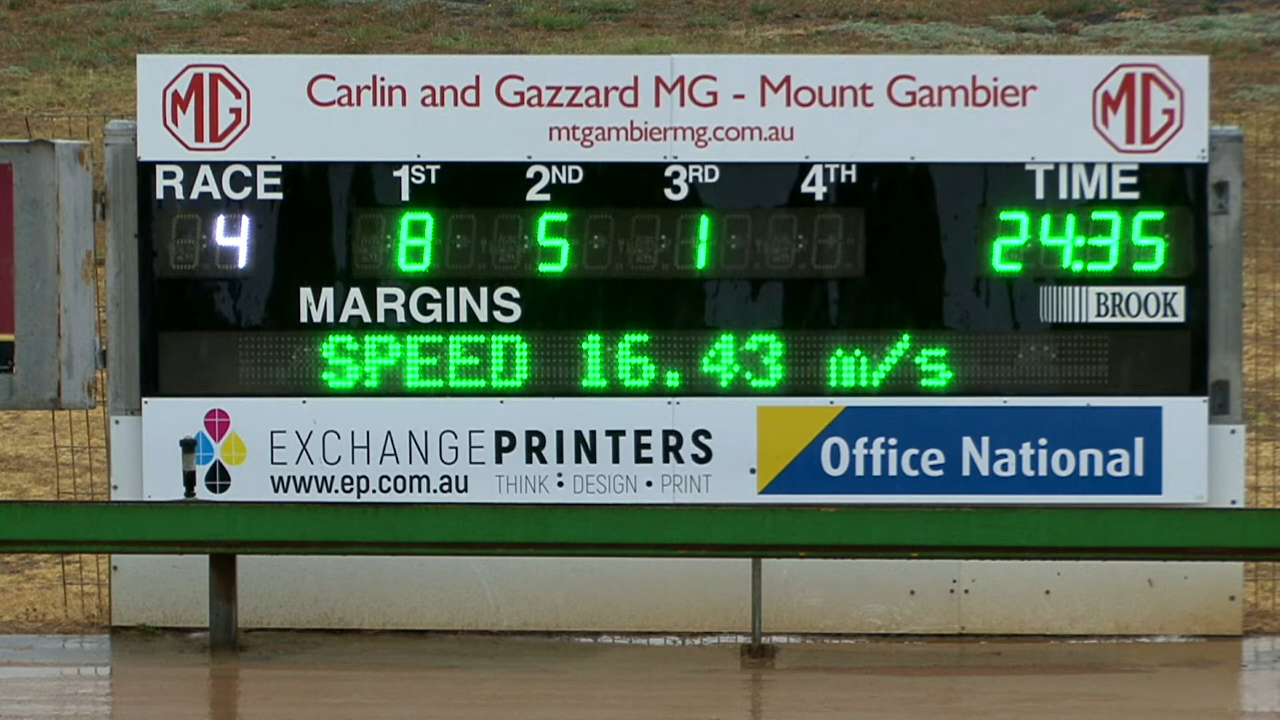 MG Carlin and Gazzard MG - Mount Gambier MG
mtgambiermg.com.au
RACE 1ST 2ND 3RD 4TH TIME
4 8 5 1 24:35
MARGINS BROOK
SPEED 16.43 m/s
EXCHANGEPRINTERS Office National
www.ep.com.au THINK : DESIGN • PRINT